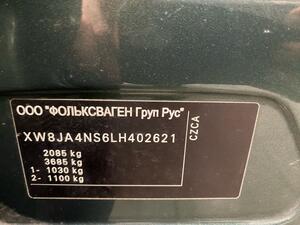 ООО "ФОЛЬКСВАГЕН Груп Рус"
XW8JA4NS6LH402621
2085 kg
3685 kg
1- 1030 kg
2- 1100 kg
CZCA